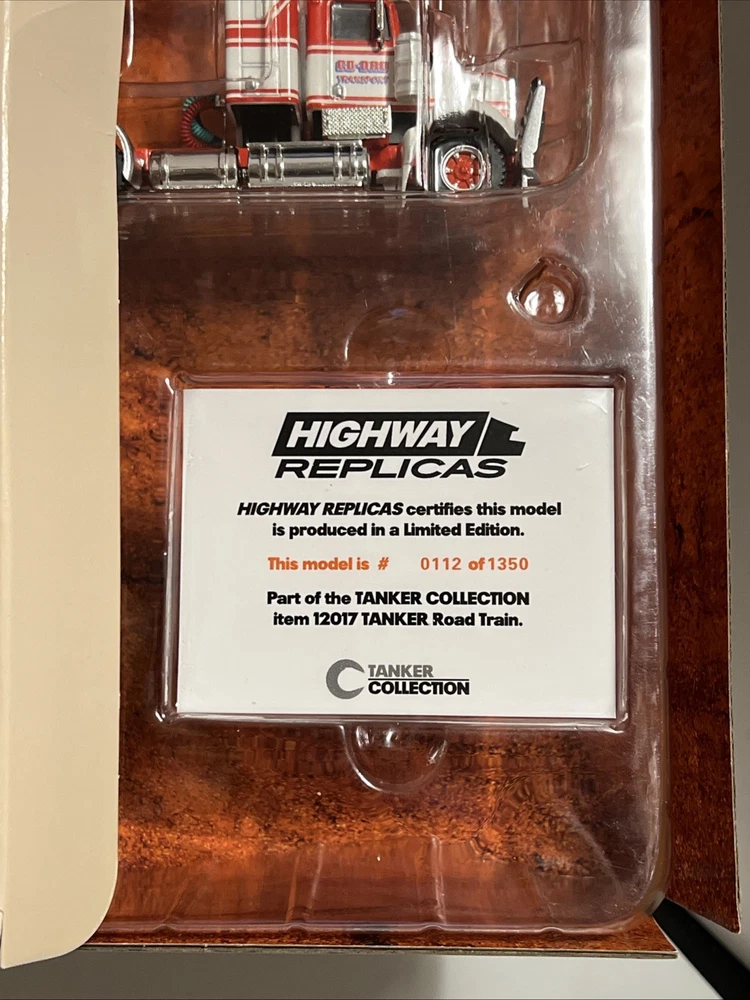 TRANSPORT
HIGHWAY
REPLICAS
HIGHWAY REPLICAS certifies this model
is produced in a Limited Edition.
This model is # 0112 of 1350
Part of the TANKER COLLECTION
item 12017 TANKER Road Train.
TANKER
COLLECTION